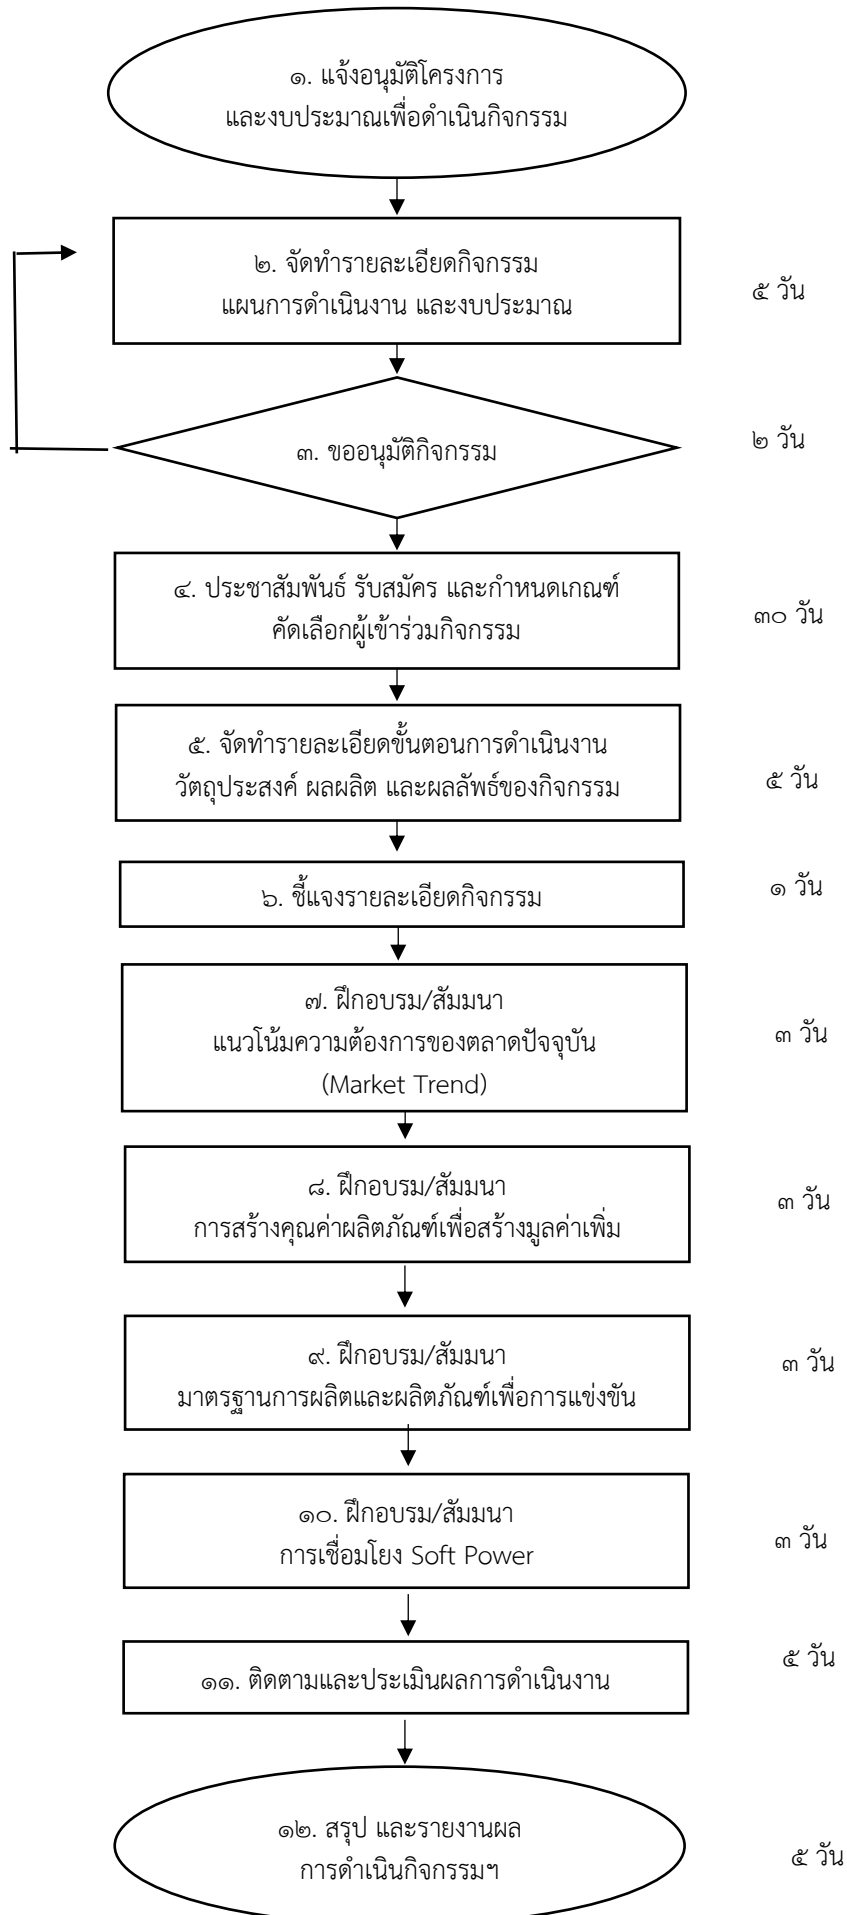 ๑. แจ้งอนุมัติโครงการ
และงบประมาณเพื่อดำเนินกิจกรรม
๒. จัดทำรายละเอียดกิจกรรม
แผนการดำเนินงาน และงบประมาณ
๕ วัน
๓. ขออนุมัติกิจกรรม
๒ วัน
๔. ประชาสัมพันธ์ รับสมัคร และกำหนดเกณฑ์
คัดเลือกผู้เข้าร่วมกิจกรรม
๓๐ วัน
๕. จัดทำรายละเอียดขั้นตอนการดำเนินงาน
วัตถุประสงค์ ผลผลิต และผลลัพธ์ของกิจกรรม
๕ วัน
๖. ชี้แจงรายละเอียดกิจกรรม
๑ วัน
๗. ฝึกอบรม/สัมมนา
แนวโน้มความต้องการของตลาดปัจจุบัน
(Market Trend)
๓ วัน
๘. ฝึกอบรม/สัมมนา
การสร้างคุณค่าผลิตภัณฑ์เพื่อสร้างมูลค่าเพิ่ม
๓ วัน
๙. ฝึกอบรม/สัมมนา
มาตรฐานการผลิตและผลิตภัณฑ์เพื่อการแข่งขัน
๓ วัน
๑๐. ฝึกอบรม/สัมมนา
การเชื่อมโยง Soft Power
๓ วัน
๑๑. ติดตามและประเมินผลการดำเนินงาน
๕ วัน
๑๒. สรุป และรายงานผล
การดำเนินกิจกรรมฯ
๕ วัน